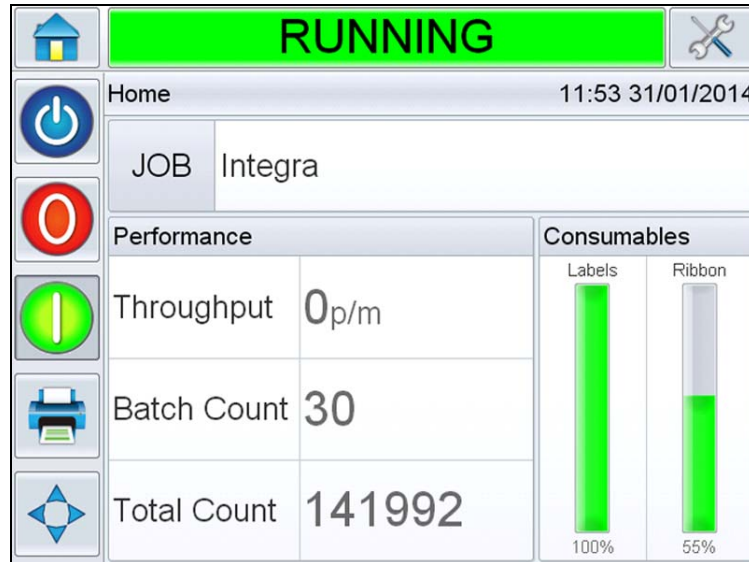 RUNNING
Home 11:53 31/01/2014
JOB Integra
Performance Consumables
Labels Ribbon
Throughput 0p/m
Batch Count 30
Total Count 141992
100% 55%